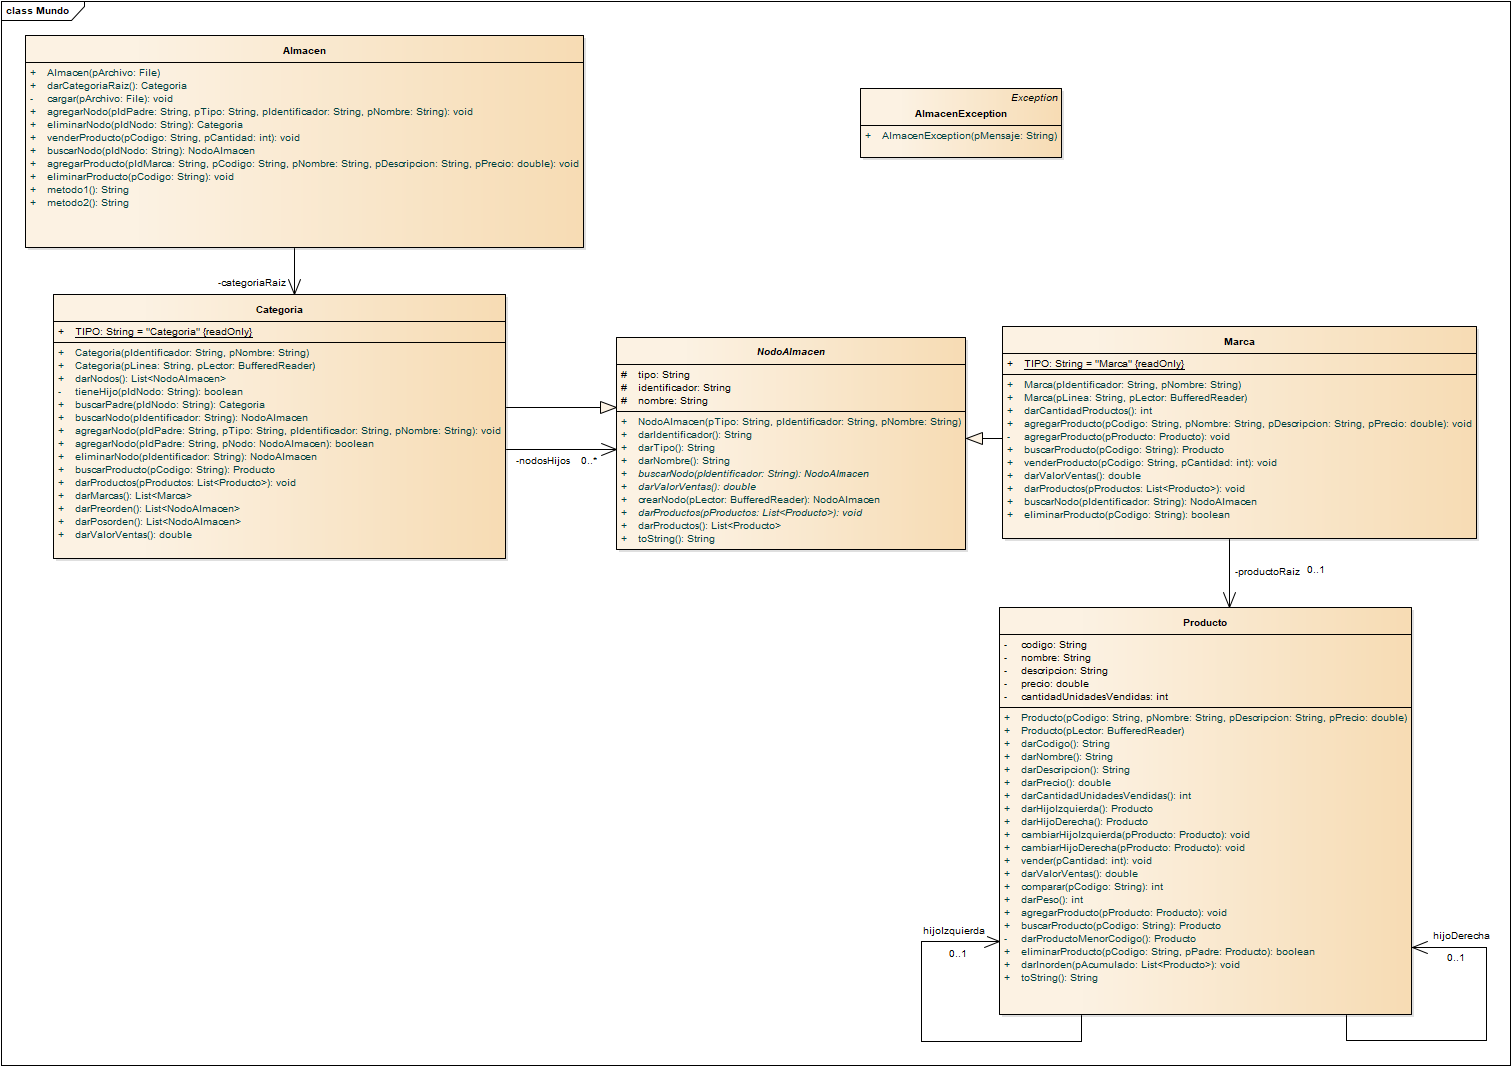 class Mundo
Almacen
+ Almacen(pArchivo: File)
+ darCategoriaRaiz(): Categoria
- cargar(pArchivo: File): void
+ agregarNodo(pIdPadre: String, pTipo: String, pIdentificador: String, pNombre: String): void
+ eliminarNodo(pIdNodo: String): Categoria
+ venderProducto(pCodigo: String, pCantidad: int): void
+ buscarNodo(pIdNodo: String): NodoAlmacen
+ agregarProducto(pIdMarca: String, pCodigo: String, pNombre: String, pDescripcion: String, pPrecio: double): void
+ eliminarProducto(pCodigo: String): void
+ metodo1(): String
+ metodo2(): String
Exception
AlmacenException
+ AlmacenException(pMensaje: String)
-categoriaRaiz
Categoria
+ TIPO: String = "Categoria" {readOnly}
+ Categoria(pIdentificador: String, pNombre: String)
+ Categoria(pLinea: String, pLector: BufferedReader)
+ darNodos(): List<NodoAlmacen>
- tieneHijo(pIdNodo: String): boolean
+ buscarPadre(pIdNodo: String): Categoria
+ buscarNodo(pIdentificador: String): NodoAlmacen
+ agregarNodo(pIdPadre: String, pTipo: String, pIdentificador: String, pNombre: String): void
+ agregarNodo(pIdPadre: String, pNodo: NodoAlmacen): boolean
+ eliminarNodo(pIdentificador: String): NodoAlmacen
+ buscarProducto(pCodigo: String): Producto
+ darProductos(pProductos: List<Producto>): void
+ darMarcas(): List<Marca>
+ darPreorden(): List<NodoAlmacen>
+ darPosorden(): List<NodoAlmacen>
+ darValorVentas(): double
-nodosHijos 0..*
NodoAlmacen
# tipo: String
# identificador: String
# nombre: String
+ NodoAlmacen(pTipo: String, pIdentificador: String, pNombre: String)
+ darIdentificador(): String
+ darTipo(): String
+ darNombre(): String
+ buscarNodo(pIdentificador: String): NodoAlmacen
+ darValorVentas(): double
+ crearNodo(pLector: BufferedReader): NodoAlmacen
+ darProductos(pProductos: List<Producto>): void
+ darProductos(): List<Producto>
+ toString(): String
Marca
+ TIPO: String = "Marca" {readOnly}
+ Marca(pIdentificador: String, pNombre: String)
+ Marca(pLinea: String, pLector: BufferedReader)
+ darCantidadProductos(): int
+ agregarProducto(pCodigo: String, pNombre: String, pDescripcion: String, pPrecio: double): void
- agregarProducto(pProducto: Producto): void
+ buscarProducto(pCodigo: String): Producto
+ venderProducto(pCodigo: String, pCantidad: int): void
+ darValorVentas(): double
+ darProductos(pProductos: List<Producto>): void
+ buscarNodo(pIdentificador: String): NodoAlmacen
+ eliminarProducto(pCodigo: String): boolean
-productoRaiz 0..1
Producto
- codigo: String
- nombre: String
- descripcion: String
- precio: double
- cantidadUnidadesVendidas: int
+ Producto(pCodigo: String, pNombre: String, pDescripcion: String, pPrecio: double)
+ Producto(pLector: BufferedReader)
+ darCodigo(): String
+ darNombre(): String
+ darDescripcion(): String
+ darPrecio(): double
+ darCantidadUnidadesVendidas(): int
+ darHijoIzquierda(): Producto
+ darHijoDerecha(): Producto
+ cambiarHijoIzquierda(pProducto: Producto): void
+ cambiarHijoDerecha(pProducto: Producto): void
+ vender(pCantidad: int): void
+ darValorVentas(): double
+ comparar(pCodigo: String): int
+ darPeso(): int
+ agregarProducto(pProducto: Producto): void
+ buscarProducto(pCodigo: String): Producto
- darProductoMenorCodigo(): Producto
+ eliminarProducto(pCodigo: String, pPadre: Producto): boolean
+ darInorden(pAcumulado: List<Producto>): void
+ toString(): String
hijoIzquierda
0..1
hijoDerecha
0..1